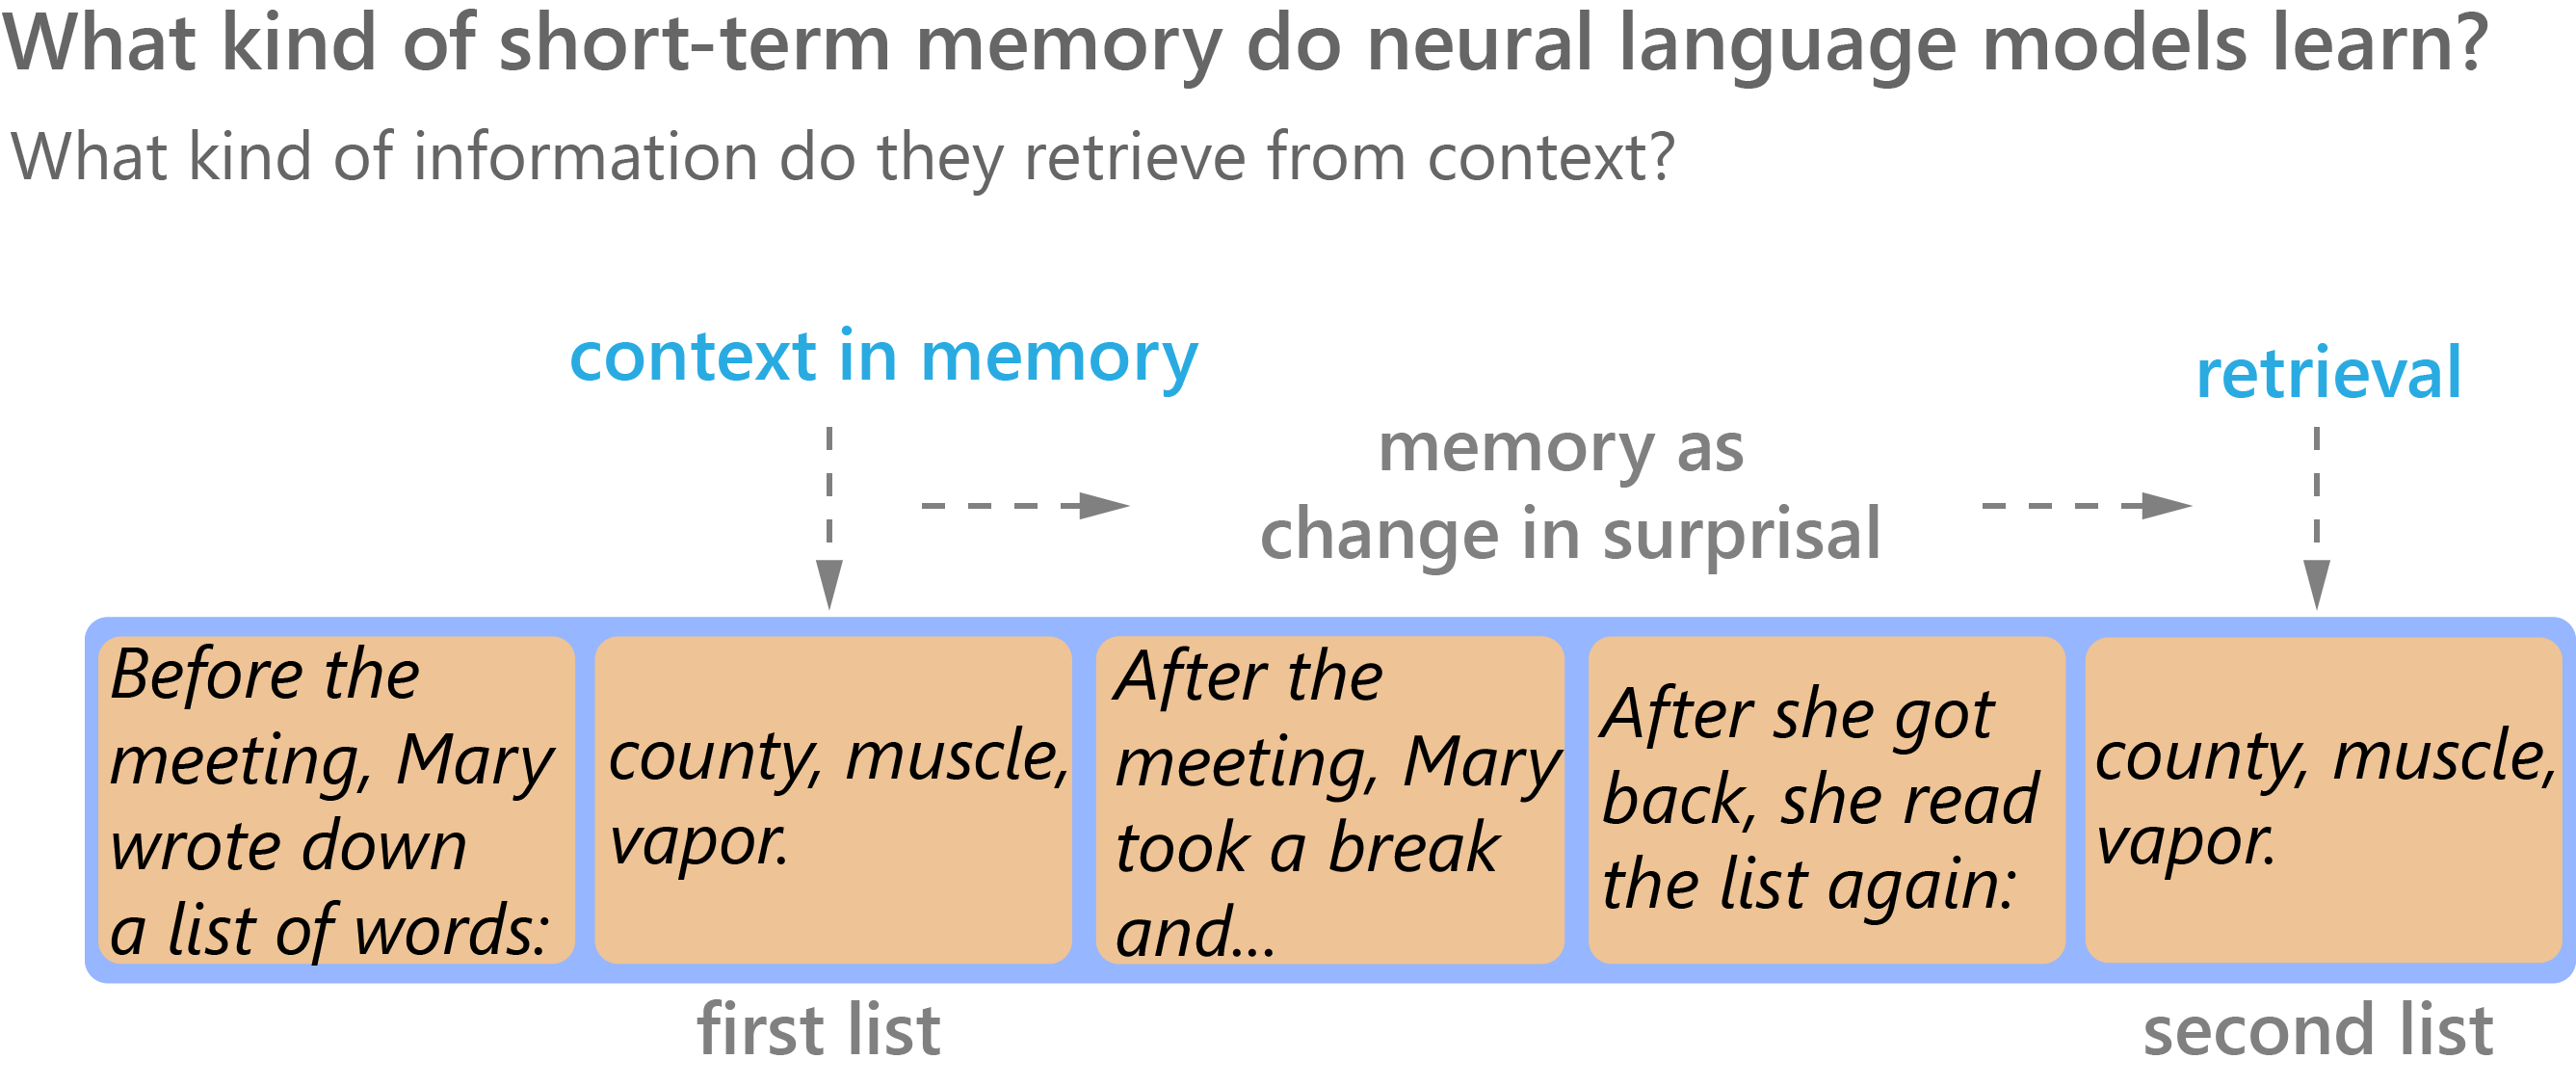 What kind of short-term memory do neural language models learn?
What kind of information do they retrieve from context?
context in memory
retrieval
memory as
change in surprisal
Before the
meeting, Mary
wrote down
a list of words:
county, muscle,
vapor.
After the
meeting, Mary
took a break
and...
After she got
back, she read
the list again:
county, muscle,
vapor.
first list
second list